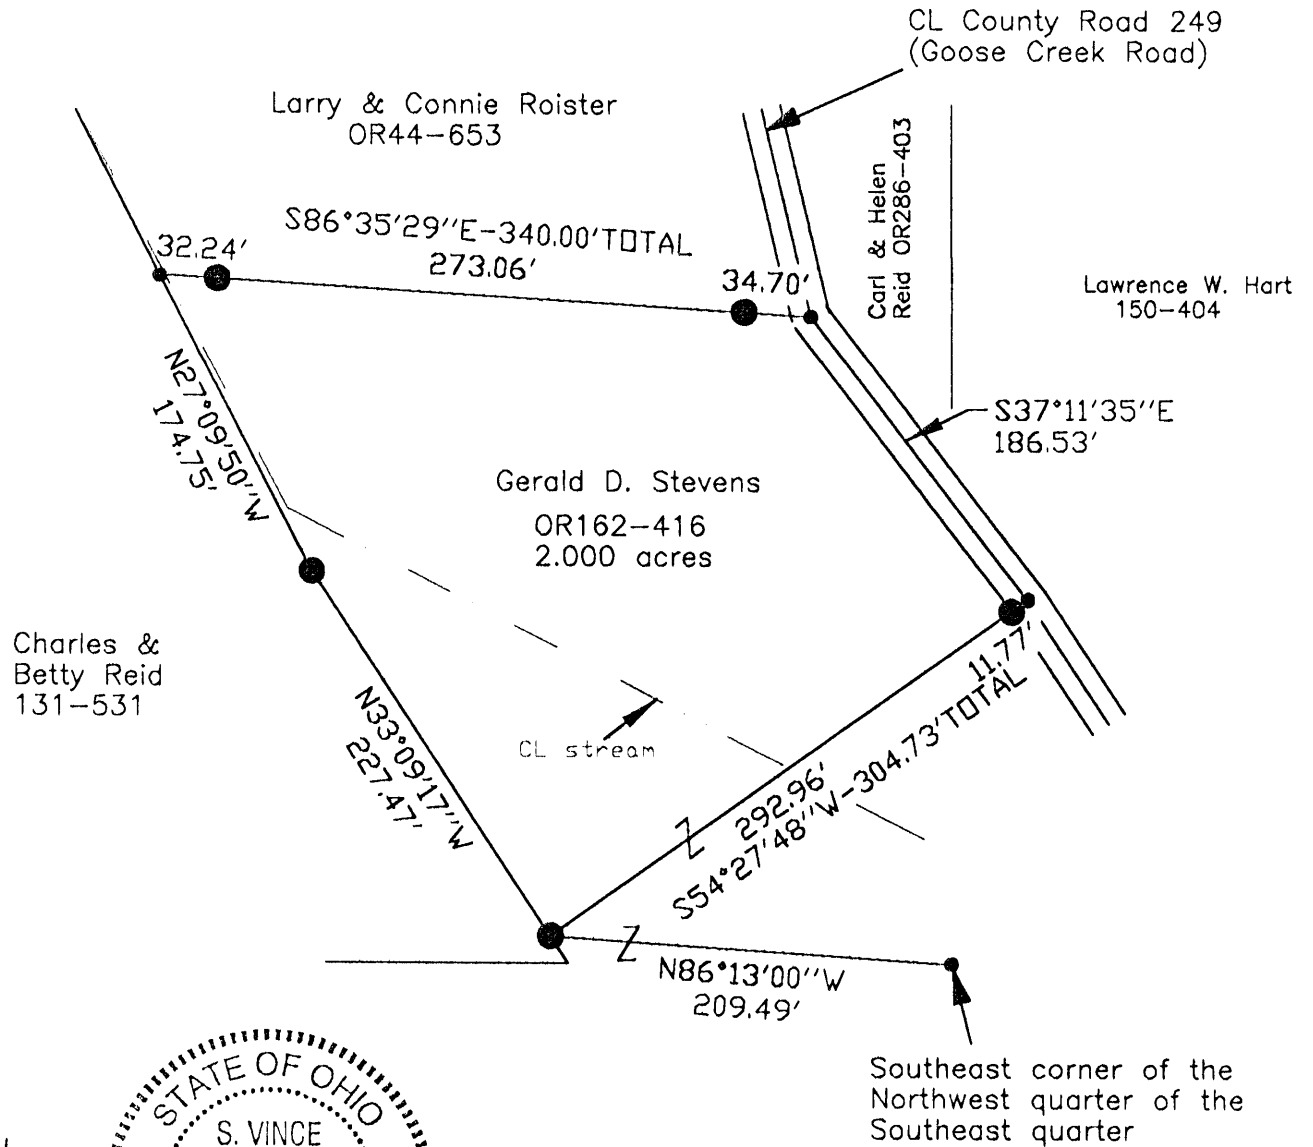 CL County Road 249
(Goose Creek Road)
Larry & Connie Roister
OR44-653
Carl & Helen
Reid OR286-403
S86°35'29"E-340.00'TOTAL
32.24'
273.06'
34.70'
Lawrence W. Hart
150-404
N27°09'50"W
174.75'
S37°11'35"E
186.53'
Gerald D. Stevens
OR162-416
2.000 acres
Charles &
Betty Reid
131-531
11.77'
N33°09'17"W
227.47'
CL stream
292.96'
S54°27'48"W-304.73'TOTAL
N86°13'00"W
209.49'
Southeast corner of the
Northwest quarter of the
Southeast quarter
STATE OF OHIO
S. VINCE